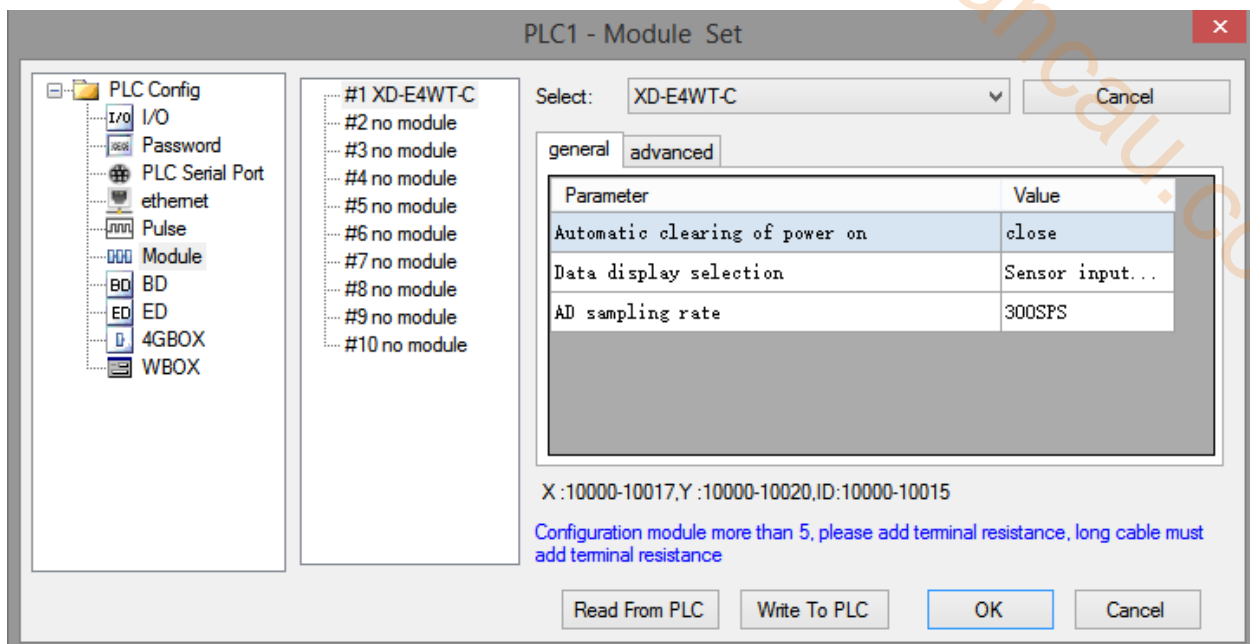 PLC1 - Module Set
PLC Config
I/O I/O
Password
PLC Serial Port
ethernet
Pulse
Module
BD BD
ED ED
4GBOX
WBOX
#1 XD-E4WT-C
#2 no module
#3 no module
#4 no module
#5 no module
#6 no module
#7 no module
#8 no module
#9 no module
#10 no module
Select: XD-E4WT-C Cancel
general advanced
Parameter Value
Automatic clearing of power on close
Data display selection Sensor input...
AD sampling rate 300SPS
X :10000-10017,Y :10000-10020,ID:10000-10015
Configuration module more than 5, please add terminal resistance, long cable must
add terminal resistance
Read From PLC Write To PLC OK Cancel